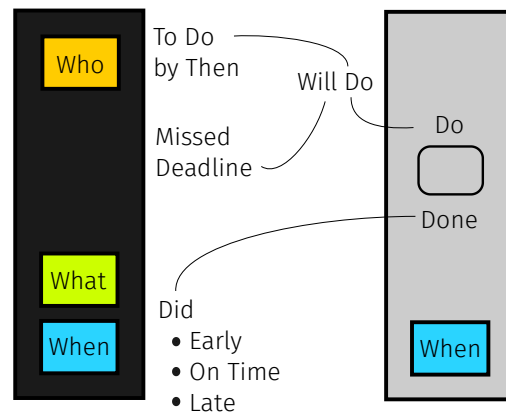 Who
To Do
by Then
Will Do
Missed
Deadline
Do
Done
What
When
Did
• Early
• On Time
• Late
When